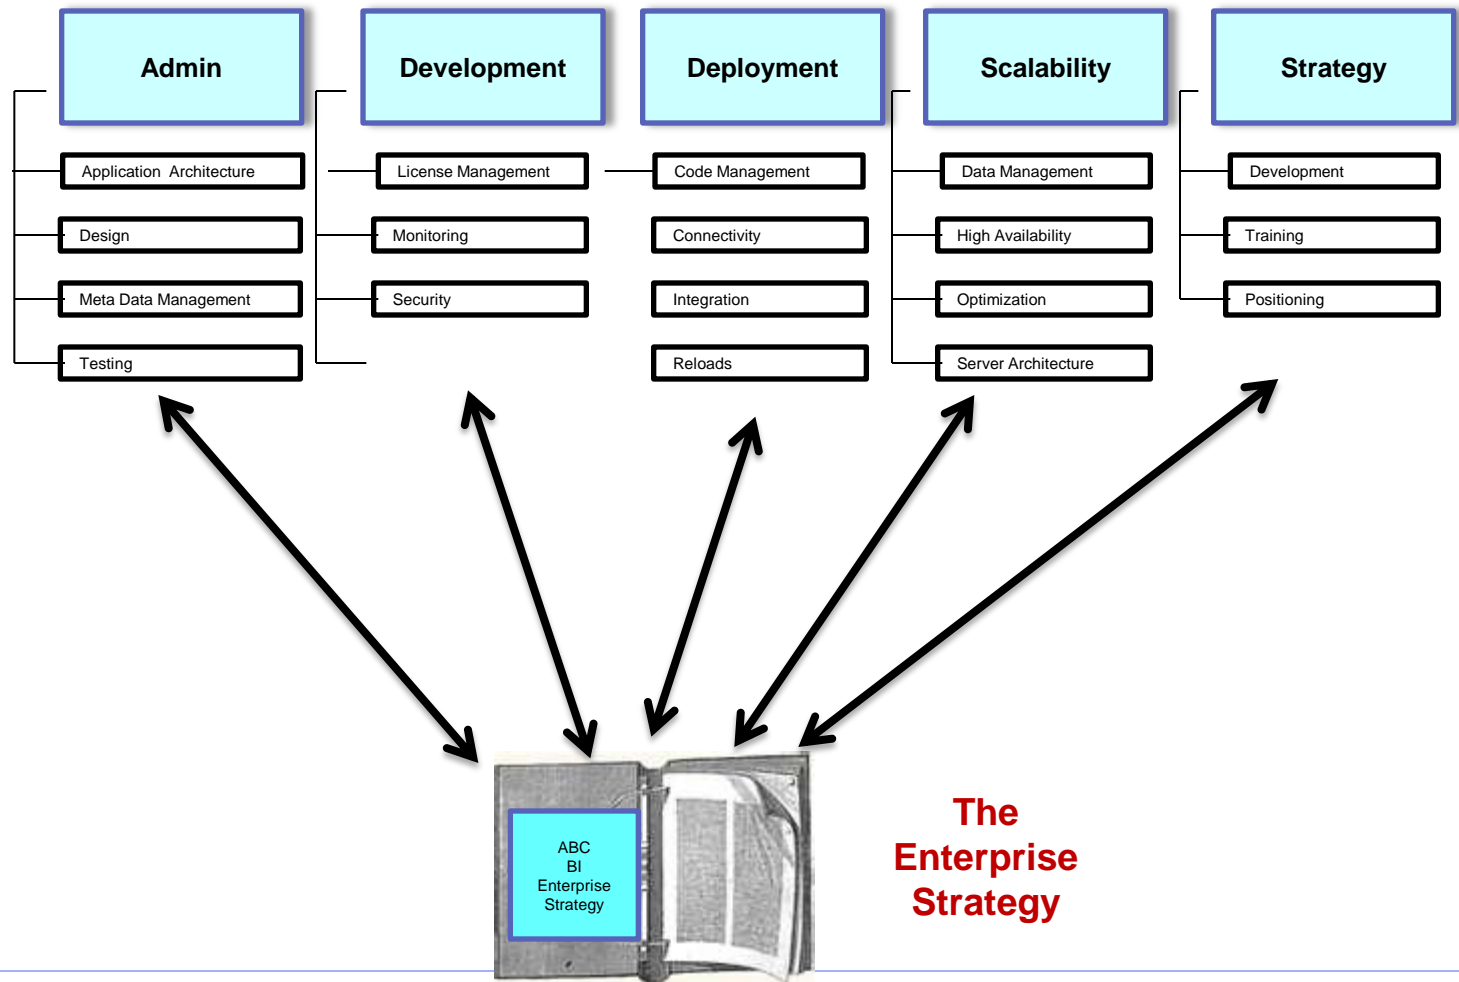 Admin
Development
Deployment
Scalability
Strategy
Application  Architecture
License Management
Code Management
Data Management
Development
Design
Monitoring
Connectivity
High Availability
Training
Meta Data Management
Security
Integration
Optimization
Positioning
Testing
Reloads
Server Architecture
ABC
BI
Enterprise
Strategy
The
Enterprise
Strategy